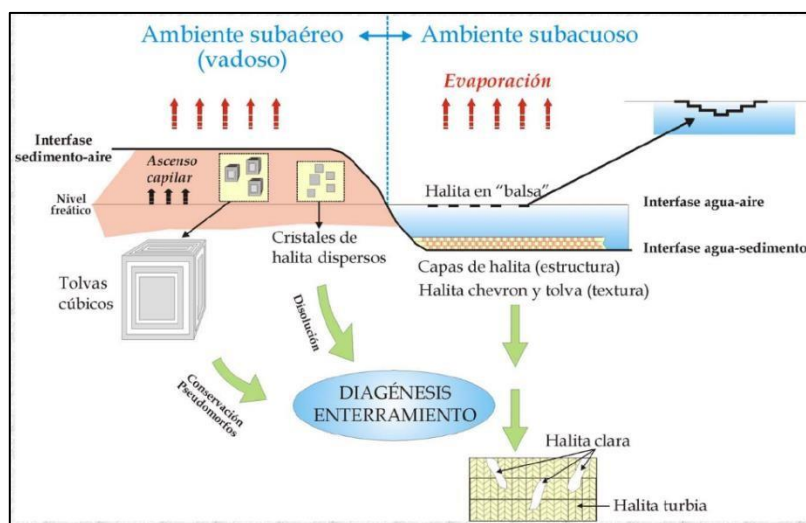 Ambiente subaéreo
(vadoso)
Ambiente subacuoso
Evaporación
Interfase
sedimento-aire
Ascenso
capilar
Nivel
freático
Halita en "balsa"
Interfase agua-aire
Interfase agua-sedimento
Cristales de
halita dispersos
Capas de halita (estructura)
Halita chevron y tolva (textura)
Tolvas
cúbicos
Disolución
Conservación
Pseudomorfos
DIAGÉNESIS
ENTERRAMIENTO
Halita clara
Halita turbia